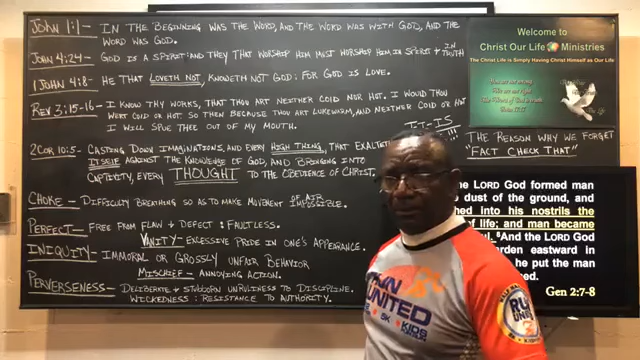 John 1:1- In the beginning was the Word, and the Word was with God, and the
Word was God.
John 4:24- God is a spirit: and they that worship Him must worship Him in spirit & in truth
1 John 4:8- He that loveth not, knoweth not God: for God is love.
Rev 3:15-16- I know thy works, that thou art neither cold nor hot. I would thou
wert cold or hot. So then because thou art lukewarm, and neither cold or hot
I will spue thee out of my mouth.
2 Cor 10:5- Casting down imaginations, and every high thing, that exalteth
itself against the knowledge of God, and bringing into
captivity, every thought to the obedience of Christ.
Choke- Difficulty breathing so as to make movement of air impossible.
Perfect- Free from flaw & defect: faultless.
Vanity- Excessive pride in one's appearance.
Iniquity- Immoral or grossly unfair behavior
Mischief- Annoying action.
Perverseness- Deliberate & stubborn unruliness to discipline.
Wickedness: Resistance to authority.
It-Is
!!!
Welcome to
Christ Our Life Ministries
The Christ Life is Simply Having Christ Himself as Our Life
The Reason Why We Forget
"Fact Check That"
the LORD God formed man
dust of the ground, and
into his nostrils the
of life; and man became
And the LORD God
eastward in
he put the man
Gen 2:7-8
UNITED
5K
KIDS